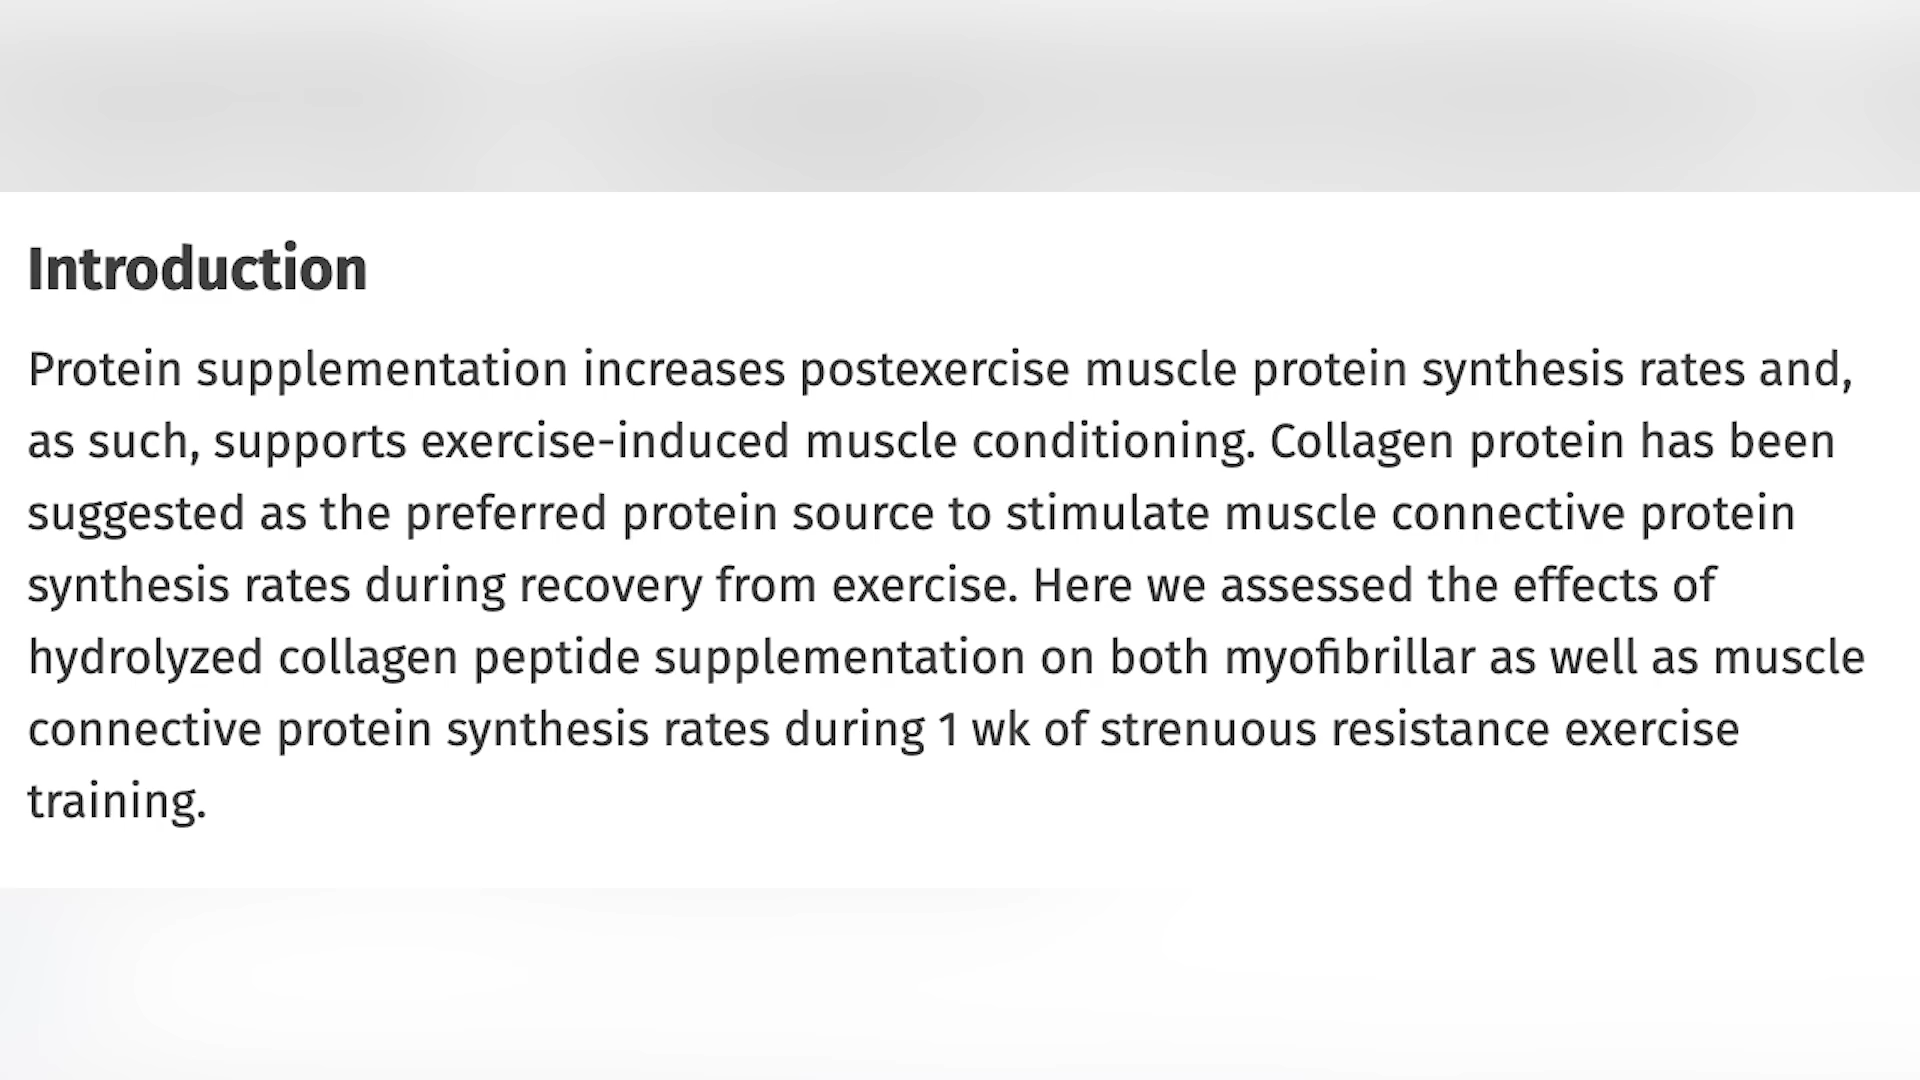 Introduction
Protein supplementation increases postexercise muscle protein synthesis rates and,
as such, supports exercise-induced muscle conditioning. Collagen protein has been
suggested as the preferred protein source to stimulate muscle connective protein
synthesis rates during recovery from exercise. Here we assessed the effects of
hydrolyzed collagen peptide supplementation on both myofibrillar as well as muscle
connective protein synthesis rates during 1 wk of strenuous resistance exercise
training.